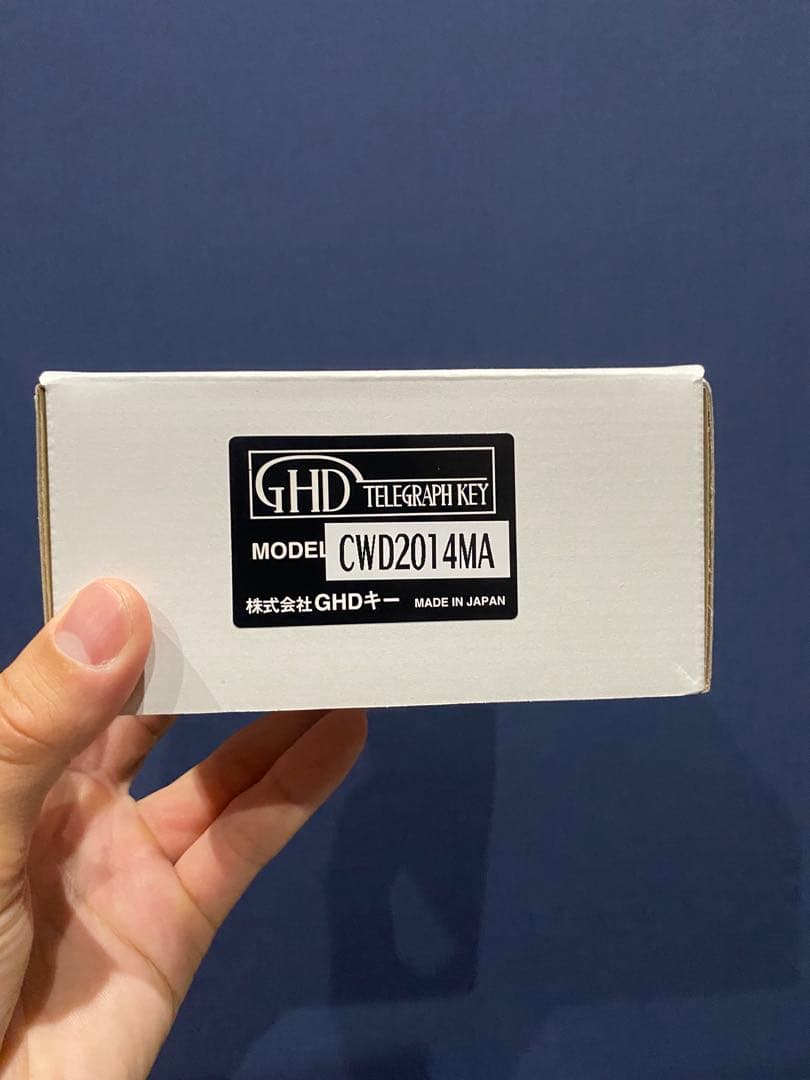 GHD TELEGRAPH KEY
MODEL CWD2014MA
株式会社GHDキー MADE IN JAPAN